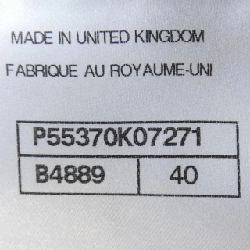 MADE IN UNITED KINGDOM
FABRIQUE AU ROYAUME-UNI
P55370K07271
B4889 40